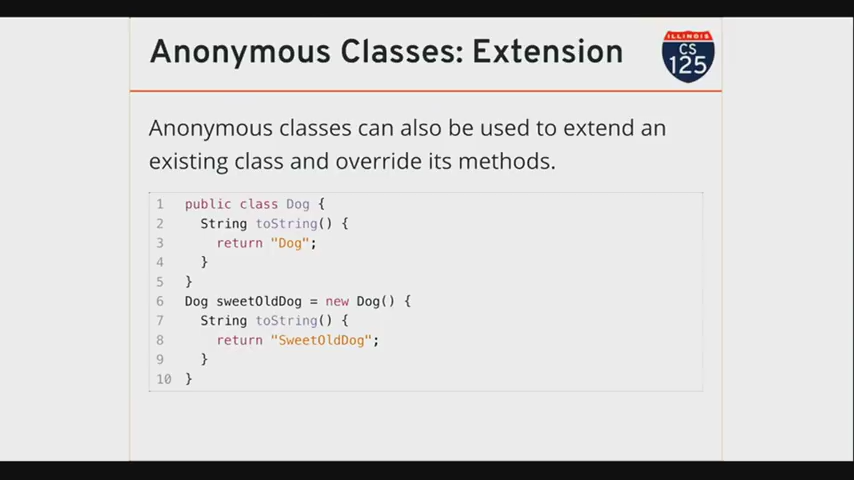 Anonymous Classes: Extension
ILLINOIS
CS
125
Anonymous classes can also be used to extend an
existing class and override its methods.
1 public class Dog {
2   String toString() {
3     return "Dog";
4   }
5 }
6 Dog sweetOldDog = new Dog() {
7   String toString() {
8     return "SweetOldDog";
9   }
10 }